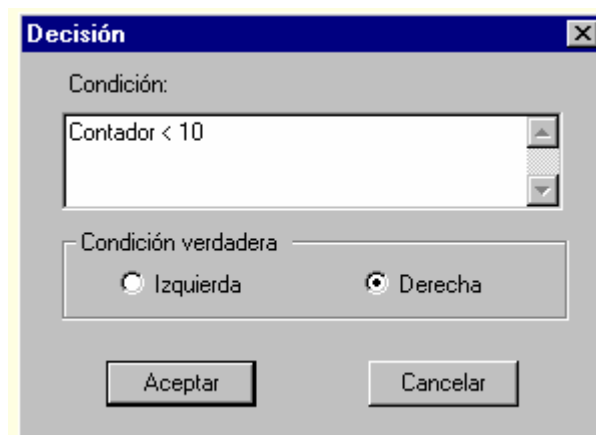 Decisión
Condición:
Contador < 10
Condición verdadera
Izquierda Derecha
Aceptar Cancelar